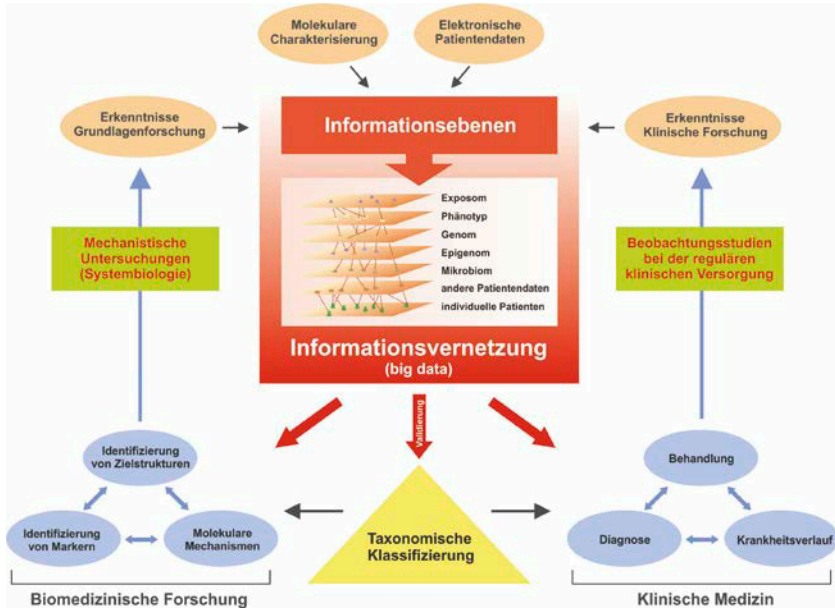 Molekulare
Charakterisierung
Elektronische
Patientendaten
Erkenntnisse
Grundlagenforschung
Informationsebenen
Erkenntnisse
Klinische Forschung
Exposom
Phänotyp
Genom
Epigenom
Mikrobiom
andere Patientendaten
individuelle Patienten
Mechanistische
Untersuchungen
(Systembiologie)
Beobachtungsstudien
bei der regulären
klinischen Versorgung
Informationsvernetzung
(big data)
Validierung
Identifizierung
von Zielstrukturen
Identifizierung
von Markern
Molekulare
Mechanismen
Biomedizinische Forschung
Taxonomische
Klassifizierung
Behandlung
Diagnose
Krankheitsverlauf
Klinische Medizin